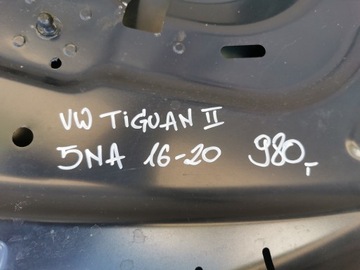 VW TIGUAN II
5NA 16-20 980,-